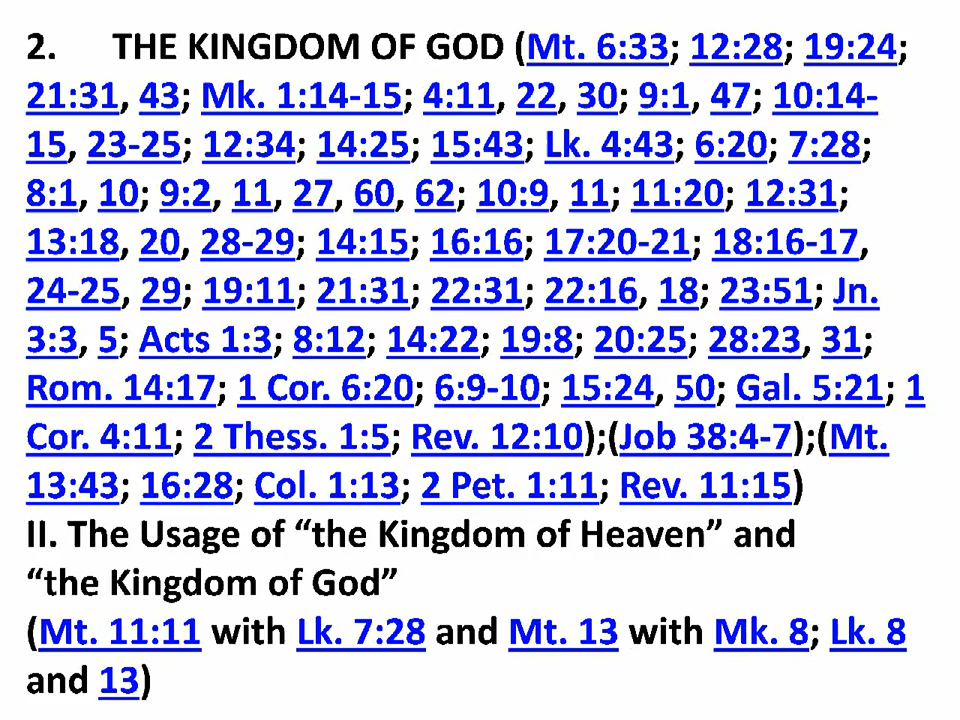 2. THE KINGDOM OF GOD (Mt. 6:33; 12:28; 19:24;
21:31, 43; Mk. 1:14-15; 4:11, 22, 30; 9:1, 47; 10:14-
15, 23-25; 12:34; 14:25; 15:43; Lk. 4:43; 6:20; 7:28;
8:1, 10; 9:2, 11, 27, 60, 62; 10:9, 11; 11:20; 12:31;
13:18, 20, 28-29; 14:15; 16:16; 17:20-21; 18:16-17,
24-25, 29; 19:11; 21:31; 22:31; 22:16, 18; 23:51; Jn.
3:3, 5; Acts 1:3; 8:12; 14:22; 19:8; 20:25; 28:23, 31;
Rom. 14:17; 1 Cor. 6:20; 6:9-10; 15:24, 50; Gal. 5:21; 1
Cor. 4:11; 2 Thess. 1:5; Rev. 12:10);(Job 38:4-7);(Mt.
13:43; 16:28; Col. 1:13; 2 Pet. 1:11; Rev. 11:15)
II. The Usage of “the Kingdom of Heaven” and
“the Kingdom of God”
(Mt. 11:11 with Lk. 7:28 and Mt. 13 with Mk. 8; Lk. 8
and 13)